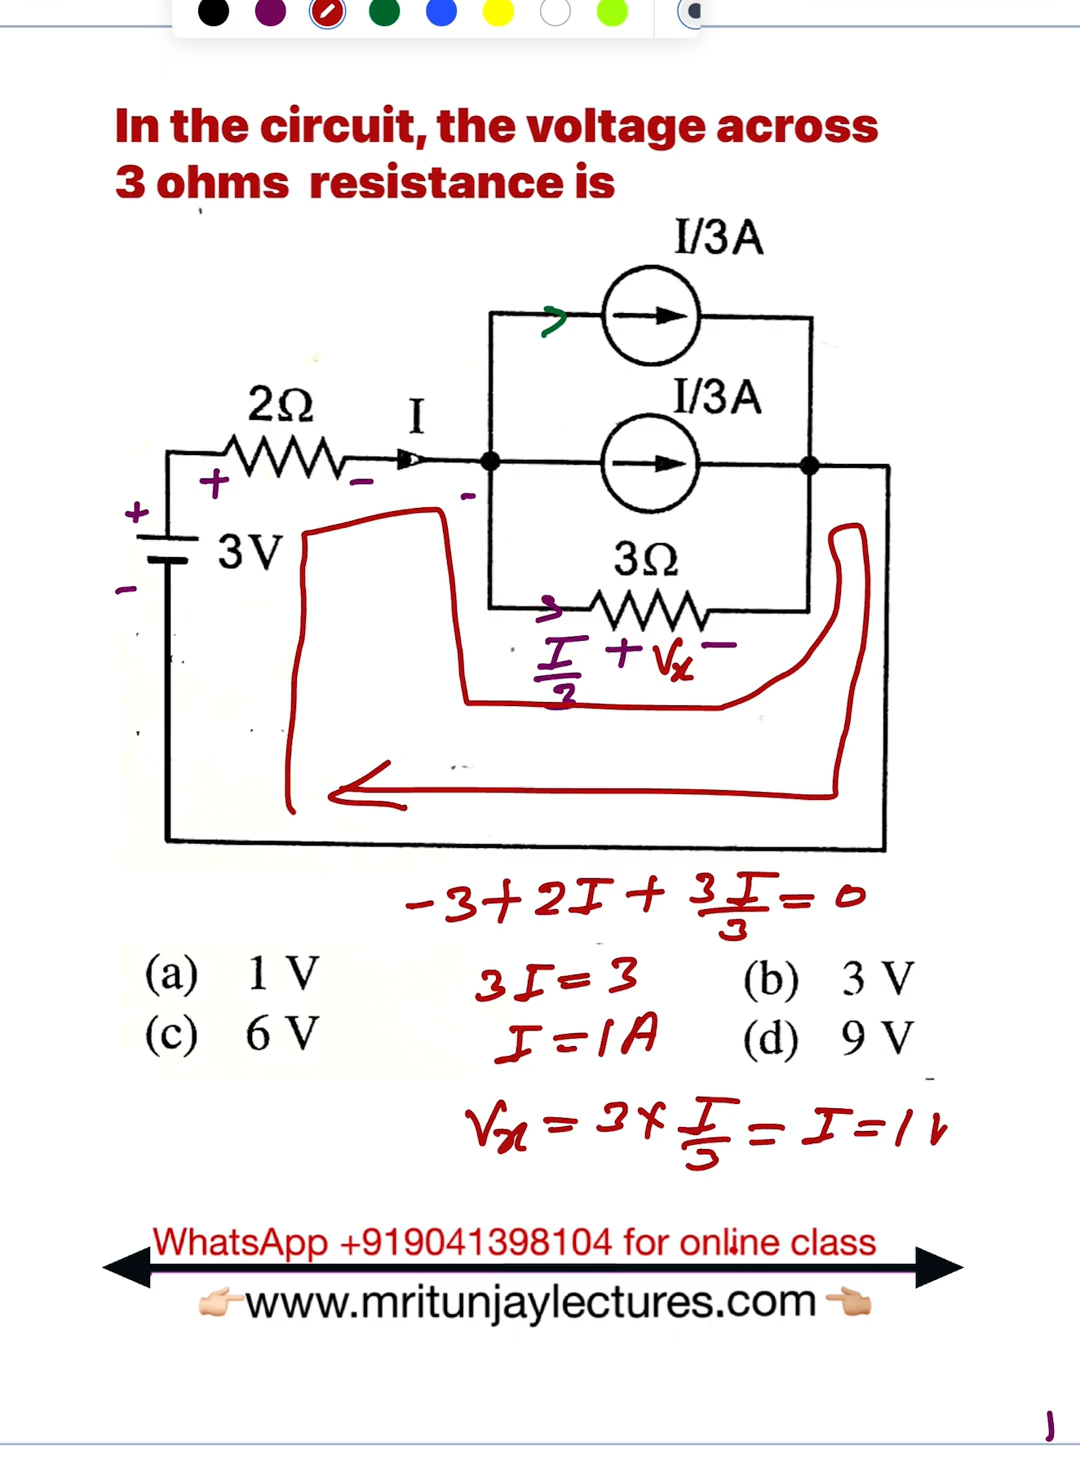 In the circuit, the voltage across
3 ohms resistance is
I/3A
I/3A
2Ω
I
+
-
+
-
-
3V
3Ω
I/2
+ Vx -
-3+2I+ 3I/3 = 0
(a) 1 V
3I=3
(b) 3 V
(c) 6 V
I=1A
(d) 9 V
Vx = 3x I/3 = I=1V
WhatsApp +919041398104 for online class
👉🏻www.mritunjaylectures.com👈🏻